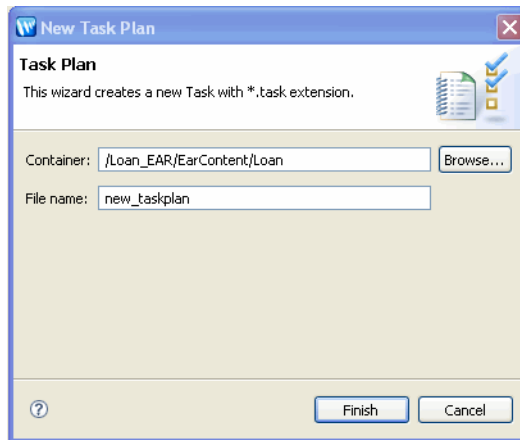 New Task Plan
Task Plan
This wizard creates a new Task with *.task extension.
Container: /Loan_EAR/EarContent/Loan Browse...
File name: new_taskplan
? Finish Cancel